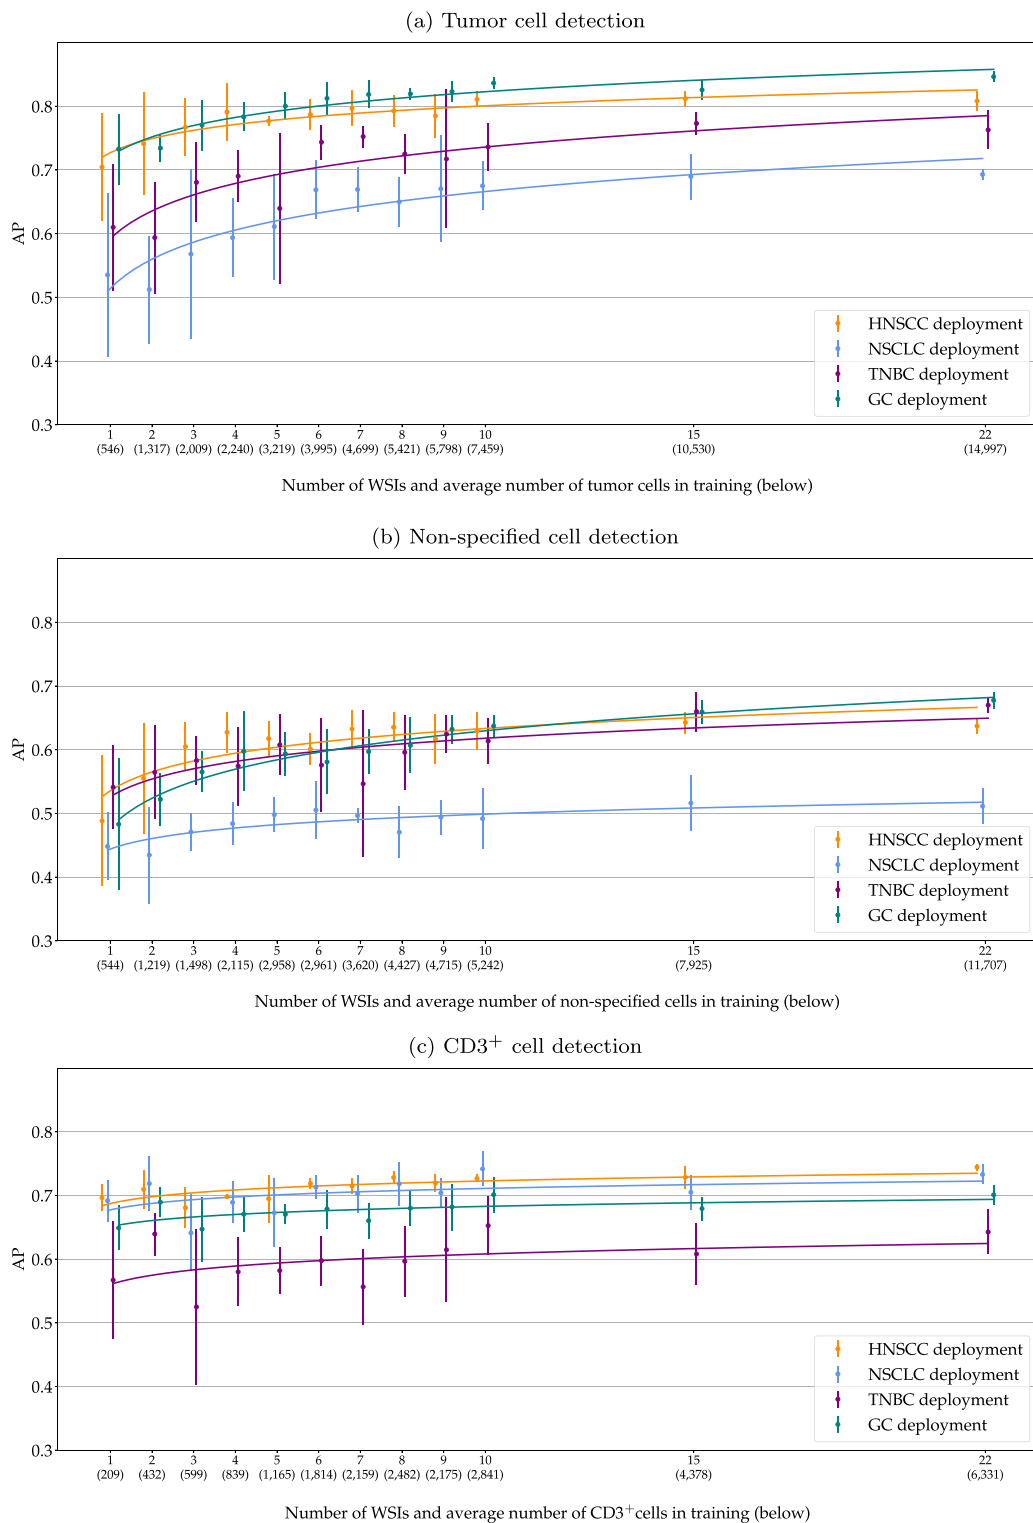 (a) Tumor cell detection
0.8
0.7
0.6
0.5
0.4
0.3
AP
HNSCC deployment
NSCLC deployment
TNBC deployment
GC deployment
1 2 3 4 5 6 7 8 9 10 15 22
(546) (1,317) (2,009) (2,240) (3,219) (3,995) (4,699) (5,421) (5,798) (7,459) (10,530) (14,997)
Number of WSIs and average number of tumor cells in training (below)
(b) Non-specified cell detection
0.8
0.7
0.6
0.5
0.4
0.3
AP
HNSCC deployment
NSCLC deployment
TNBC deployment
GC deployment
1 2 3 4 5 6 7 8 9 10 15 22
(544) (1,219) (1,498) (2,115) (2,958) (2,961) (3,620) (4,427) (4,715) (5,242) (7,925) (11,707)
Number of WSIs and average number of non-specified cells in training (below)
(c) CD3⁺ cell detection
0.8
0.7
0.6
0.5
0.4
0.3
AP
HNSCC deployment
NSCLC deployment
TNBC deployment
GC deployment
1 2 3 4 5 6 7 8 9 10 15 22
(209) (432) (599) (839) (1,165) (1,814) (2,159) (2,482) (2,175) (2,841) (4,378) (6,331)
Number of WSIs and average number of CD3⁺cells in training (below)